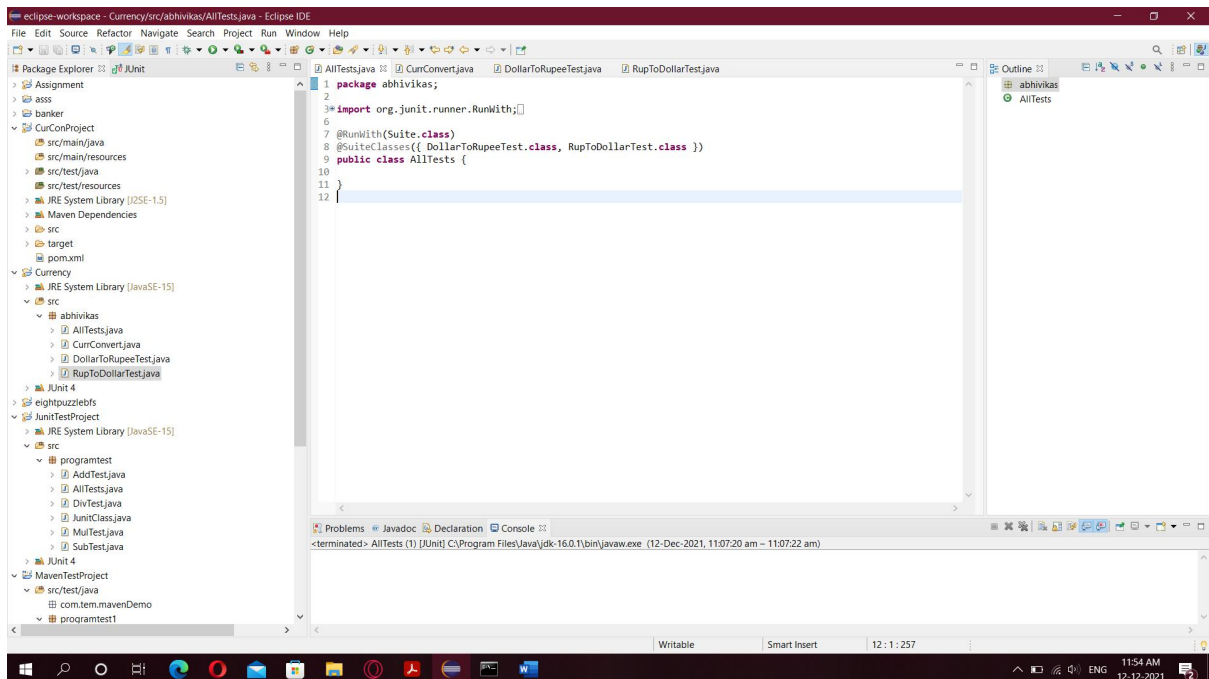 eclipse-workspace - Currency/src/abhivikas/AllTests.java - Eclipse IDE
File Edit Source Refactor Navigate Search Project Run Window Help
Package Explorer JUnit
Assignment
asss
banker
CurConProject
src/main/java
src/main/resources
src/test/java
src/test/resources
JRE System Library [J2SE-1.5]
Maven Dependencies
src
target
pom.xml
Currency
JRE System Library [JavaSE-15]
src
abhivikas
AllTests.java
CurrConvert.java
DollarToRupeeTest.java
RupToDollarTest.java
JUnit 4
eightpuzzlebfs
JunitTestProject
JRE System Library [JavaSE-15]
src
programtest
AddTest.java
AllTests.java
DivTest.java
JunitClass.java
MulTest.java
SubTest.java
JUnit 4
MavenTestProject
src/test/java
com.tem.mavenDemo
programtest1
AllTests.java CurrConvert.java DollarToRupeeTest.java RupToDollarTest.java
1 package abhivikas;
2
3 import org.junit.runner.RunWith;
6
7 @RunWith(Suite.class)
8 @SuiteClasses({ DollarToRupeeTest.class, RupToDollarTest.class })
9 public class AllTests {
10
11 }
12
Outline
abhivikas
AllTests
Problems Javadoc Declaration Console
<terminated> AllTests (1) [JUnit] C:\Program Files\Java\jdk-16.0.1\bin\javaw.exe (12-Dec-2021, 11:07:20 am – 11:07:22 am)
Writable Smart Insert 12 : 1 : 257
ENG 11:54 AM
12-12-2021